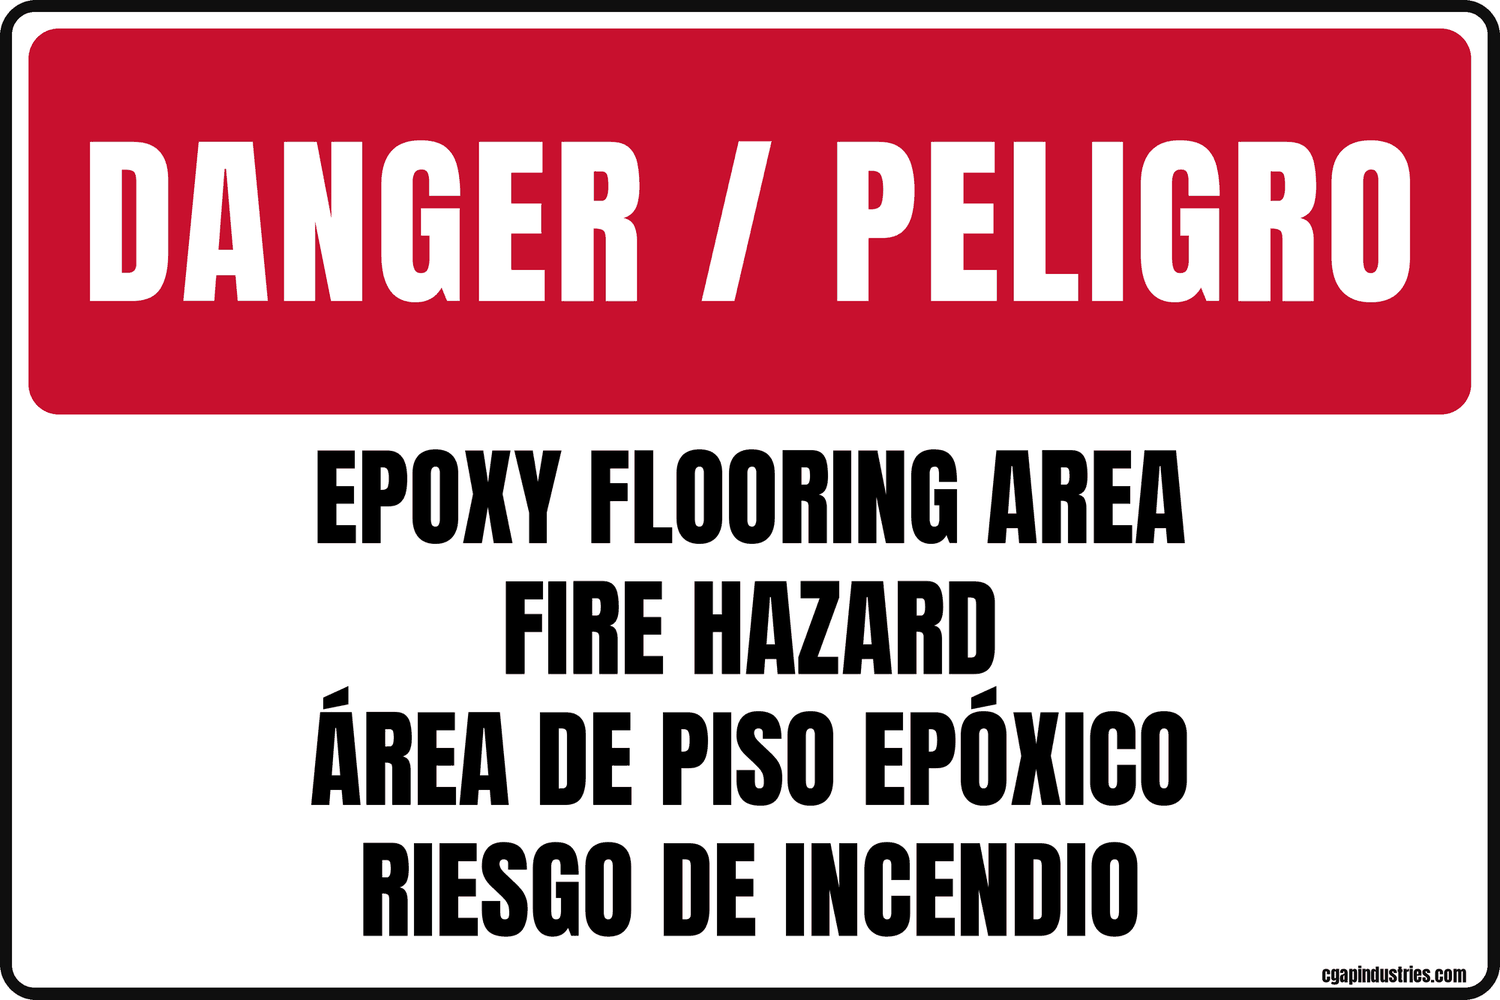 DANGER / PELIGRO
EPOXY FLOORING AREA
FIRE HAZARD
ÁREA DE PISO EPÓXICO
RIESGO DE INCENDIO
cgapindustries.com